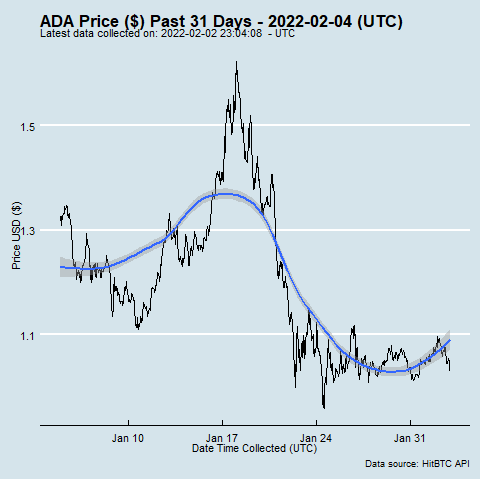 ADA Price ($) Past 31 Days - 2022-02-04 (UTC)
Latest data collected on: 2022-02-02 23:04:08 - UTC
1.5
1.3
1.1
Price USD ($)
Jan 10 Jan 17 Jan 24 Jan 31
Date Time Collected (UTC)
Data source: HitBTC API